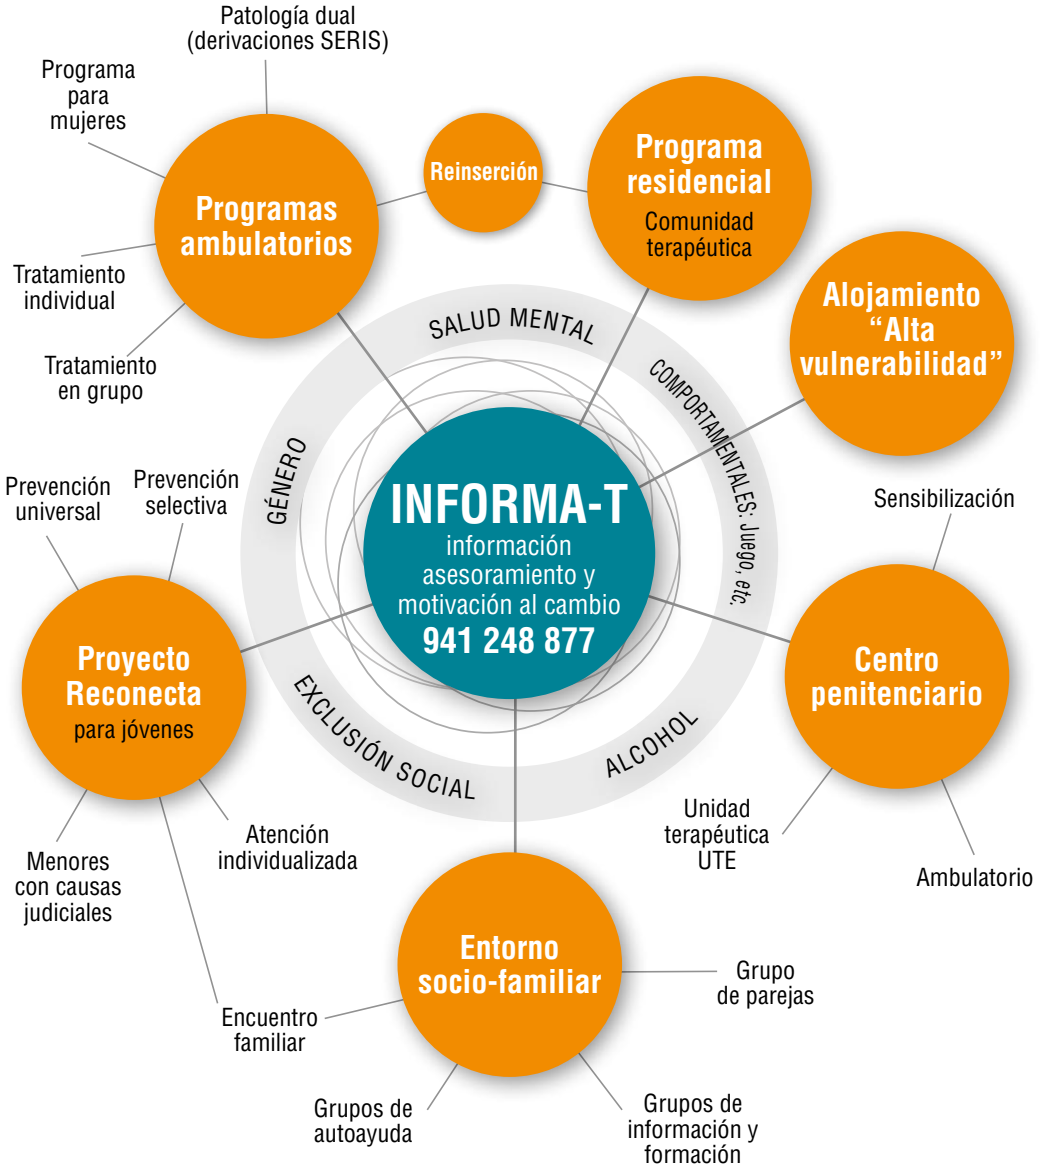 Patología dual
(derivaciones SERIS)
Programa
para
mujeres
Programas
ambulatorios
Tratamiento
individual
Tratamiento
en grupo
Reinserción
Programa
residencial
Comunidad
terapéutica
Alojamiento
“Alta
vulnerabilidad”
SALUD MENTAL
COMPORTAMENTALES: Juego, etc.
GÉNERO
EXCLUSIÓN SOCIAL
ALCOHOL
INFORMA-T
información
asesoramiento y
motivación al cambio
941 248 877
Prevención
universal
Prevención
selectiva
Proyecto
Reconecta
para jóvenes
Menores
con causas
judiciales
Atención
individualizada
Encuentro
familiar
Sensibilización
Centro
penitenciario
Unidad
terapéutica
UTE
Ambulatorio
Entorno
socio-familiar
Grupo
de parejas
Grupos de
autoayuda
Grupos de
información y
formación